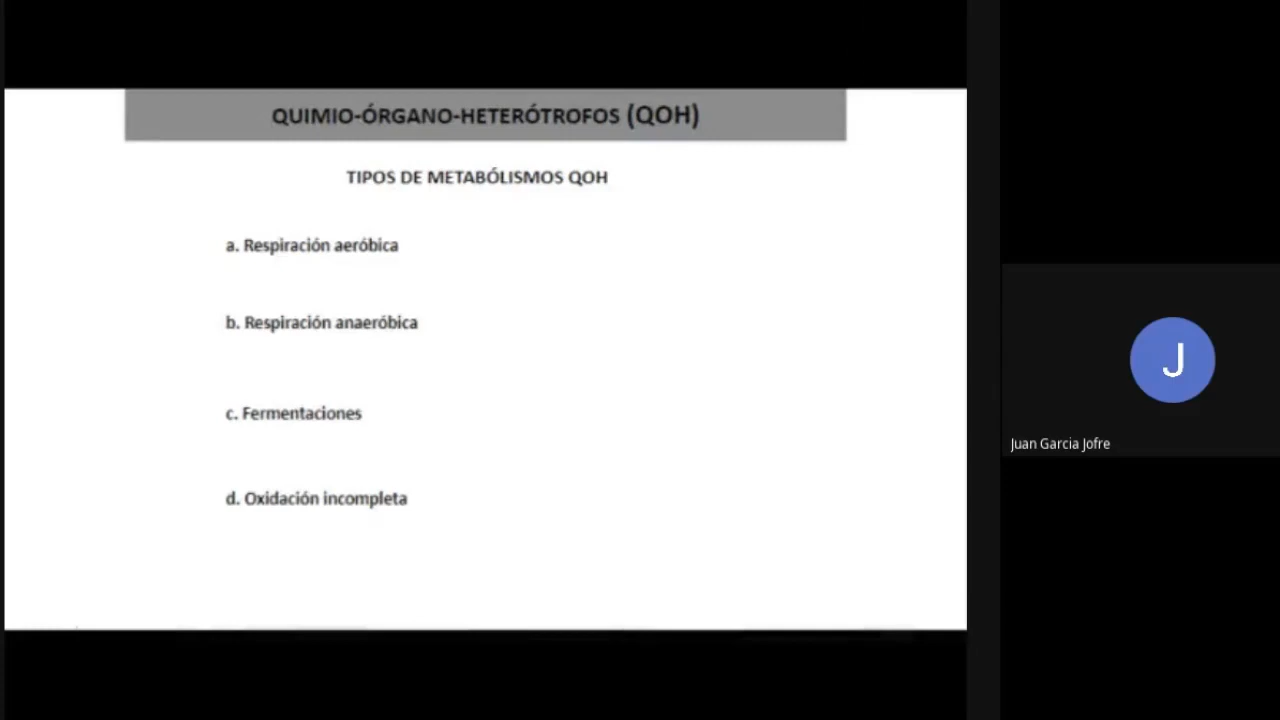 QUIMIO-ÓRGANO-HETERÓTROFOS (QOH)
TIPOS DE METABÓLISMOS QOH
a. Respiración aeróbica
b. Respiración anaeróbica
c. Fermentaciones
d. Oxidación incompleta
J
Juan Garcia Jofre